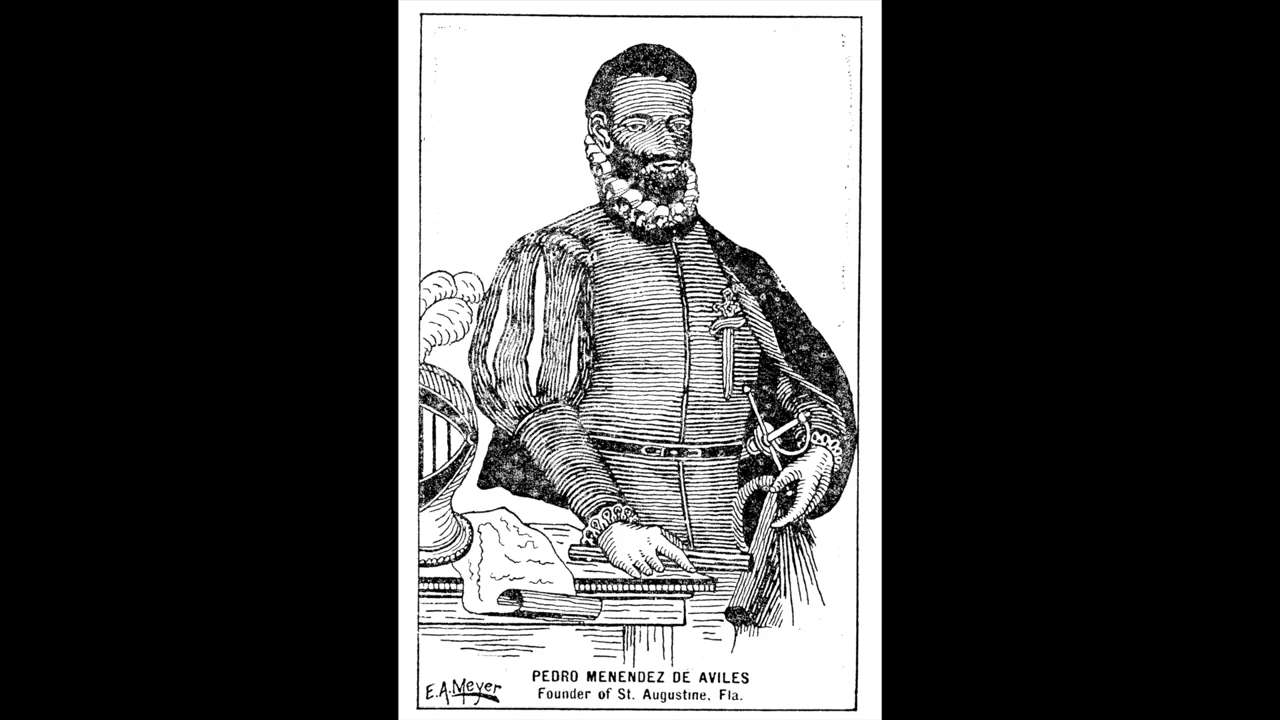 PEDRO MENENDEZ DE AVILES
Founder of St. Augustine, Fla.
E.A. Meyer